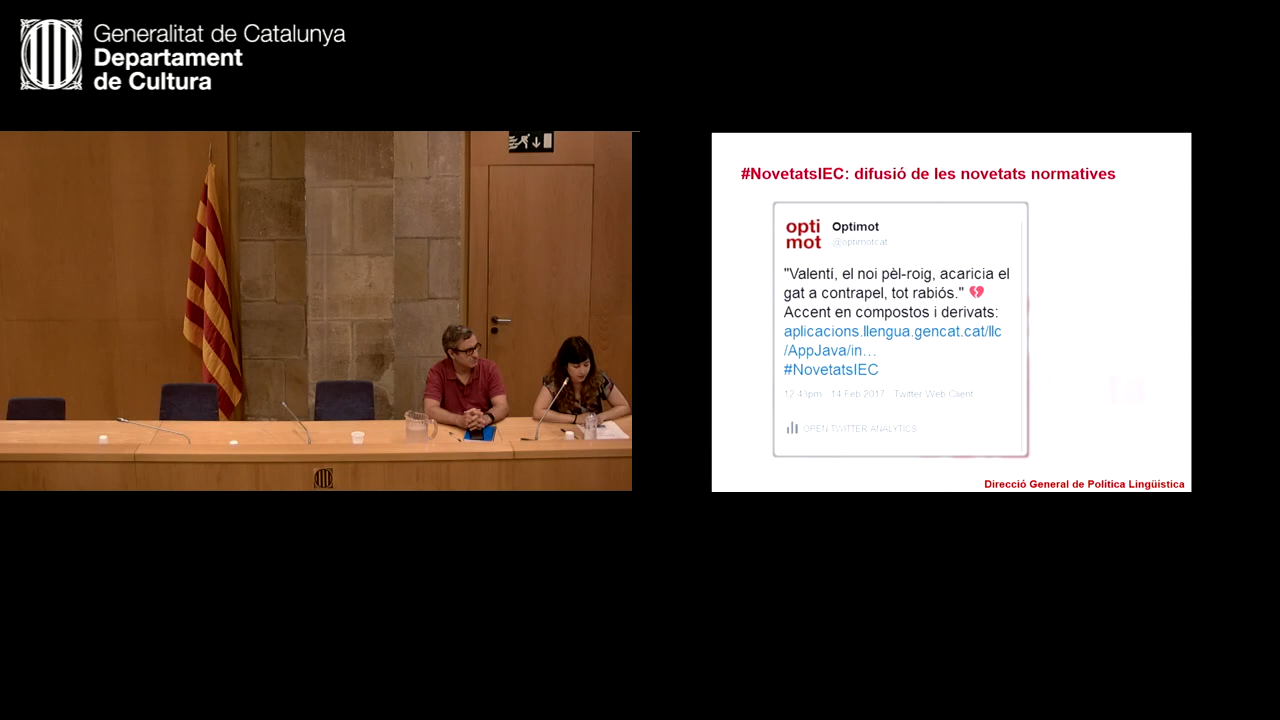 Generalitat de Catalunya
Departament
de Cultura
#NovetatsIEC: difusió de les novetats normatives
opti
mot
Optimot
@optimotcat
"Valentí, el noi pèl-roig, acaricia el
gat a contrapel, tot rabiós." 💔
Accent en compostos i derivats:
aplicacions.llengua.gencat.cat/llc
/AppJava/in…
#NovetatsIEC
12:43pm · 14 Feb 2017 · Twitter Web Client
OPEN TWITTER ANALYTICS
Direcció General de Política Lingüística